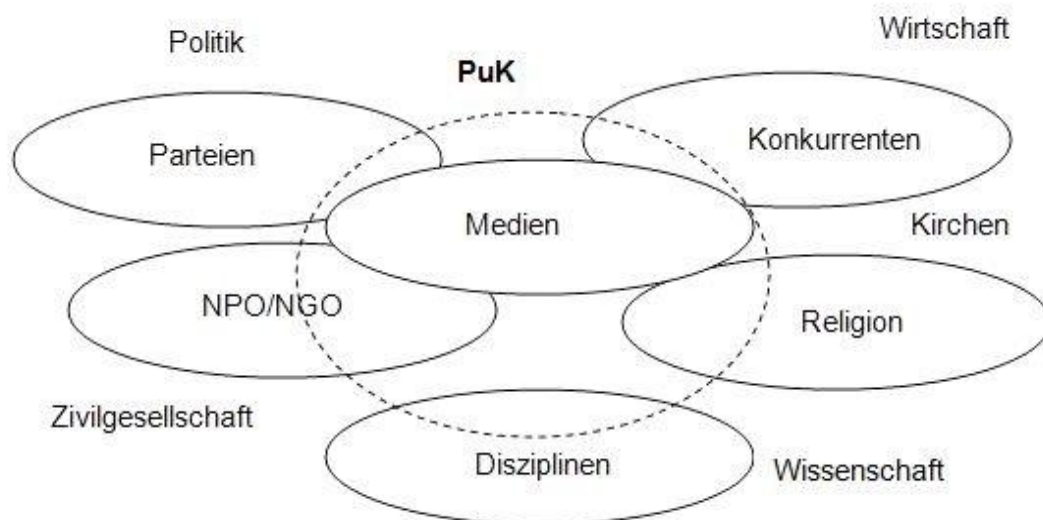 Politik
Wirtschaft
PuK
Parteien
Konkurrenten
Medien
Kirchen
NPO/NGO
Religion
Zivilgesellschaft
Disziplinen
Wissenschaft